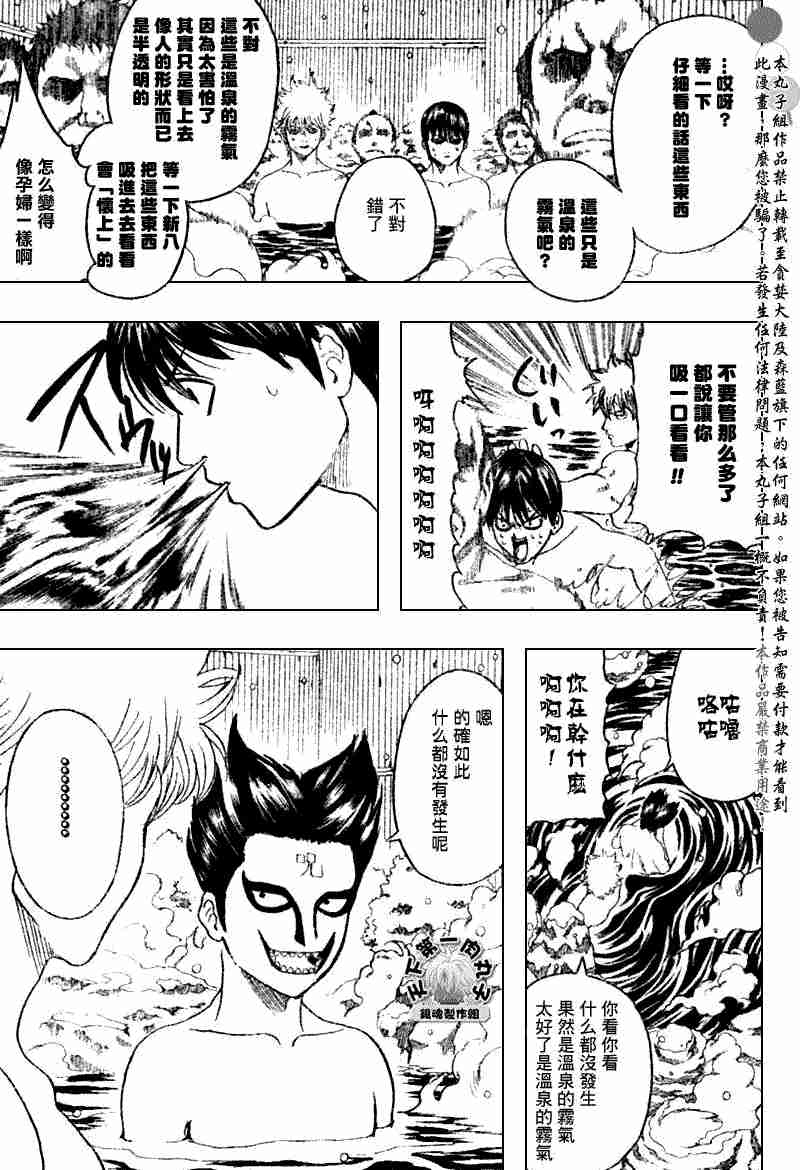 …哎呀?
等一下
仔細看的話這些東西
這些只是
溫泉的
霧氣吧?
不對
錯了
不對
這些是溫泉的霧氣
因為太害怕了
其實只是看上去
像人的形狀而已
是半透明的
等一下新八
把這些東西
吸進去去看看
會「懷上」的
怎么變得
像孕婦一樣啊
不要管那么多了
都說讓你
吸一口看看!!
呀啊啊啊啊啊啊
咕嚕
咯咕
你在幹什麼
啊啊啊!
你看你看
什么都沒發生
果然是溫泉的霧氣
太好了是溫泉的霧氣
嗯
的確如此
什么都沒有發生呢
咒
………
天下第一肉丸子
銀魂製作組
本丸子組作品禁止轉載至貪婪大陸及森藍旗下的任何網站。如果您被告知需要付款才能看到
此漫畫!那麼您被騙了!若發生任何法律問題,本丸子組一概不負責!本作品嚴禁商業用途!